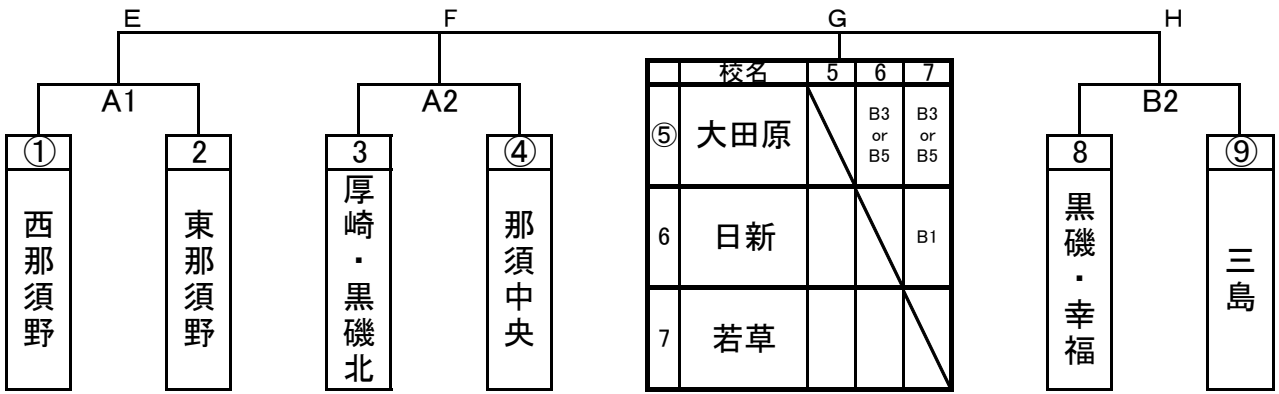 E F G H
A1 A2 B2
① 西那須野
2 東那須野
3 厚崎・黒磯北
④ 那須中央
校名 5 6 7
⑤ 大田原 B3 or B5 B3 or B5
6 日新 B1
7 若草
8 黒磯・幸福
⑨ 三島